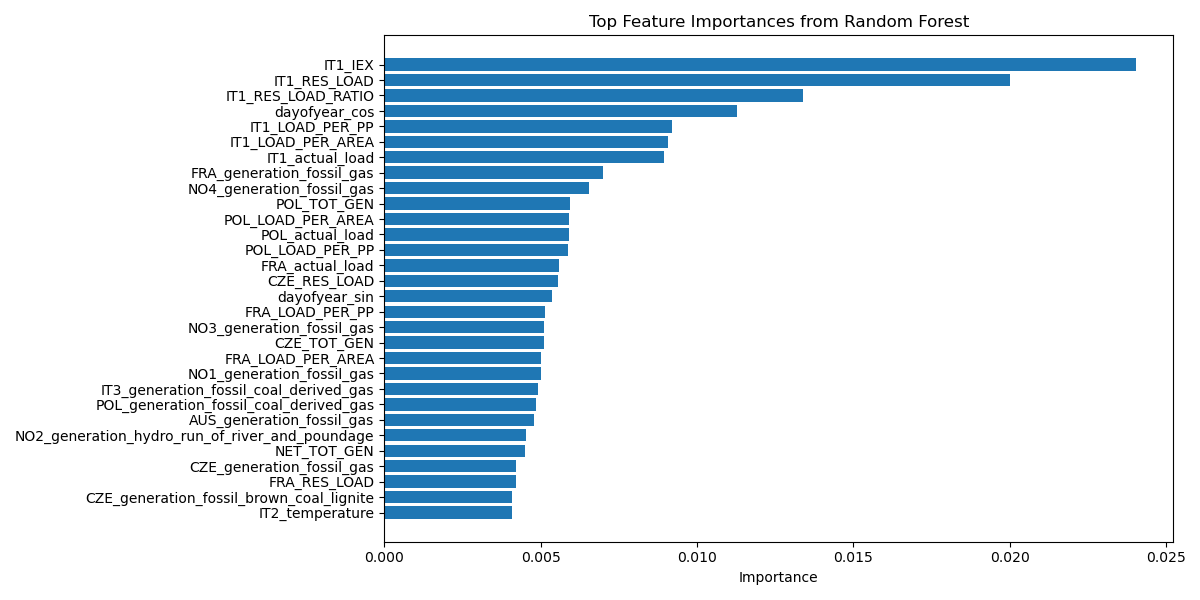 Top Feature Importances from Random Forest
IT1_IEX
IT1_RES_LOAD
IT1_RES_LOAD_RATIO
dayofyear_cos
IT1_LOAD_PER_PP
IT1_LOAD_PER_AREA
IT1_actual_load
FRA_generation_fossil_gas
NO4_generation_fossil_gas
POL_TOT_GEN
POL_LOAD_PER_AREA
POL_actual_load
POL_LOAD_PER_PP
FRA_actual_load
CZE_RES_LOAD
dayofyear_sin
FRA_LOAD_PER_PP
NO3_generation_fossil_gas
CZE_TOT_GEN
FRA_LOAD_PER_AREA
NO1_generation_fossil_gas
IT3_generation_fossil_coal_derived_gas
POL_generation_fossil_coal_derived_gas
AUS_generation_fossil_gas
NO2_generation_hydro_run_of_river_and_poundage
NET_TOT_GEN
CZE_generation_fossil_gas
FRA_RES_LOAD
CZE_generation_fossil_brown_coal_lignite
IT2_temperature
0.000 0.005 0.010 0.015 0.020 0.025
Importance